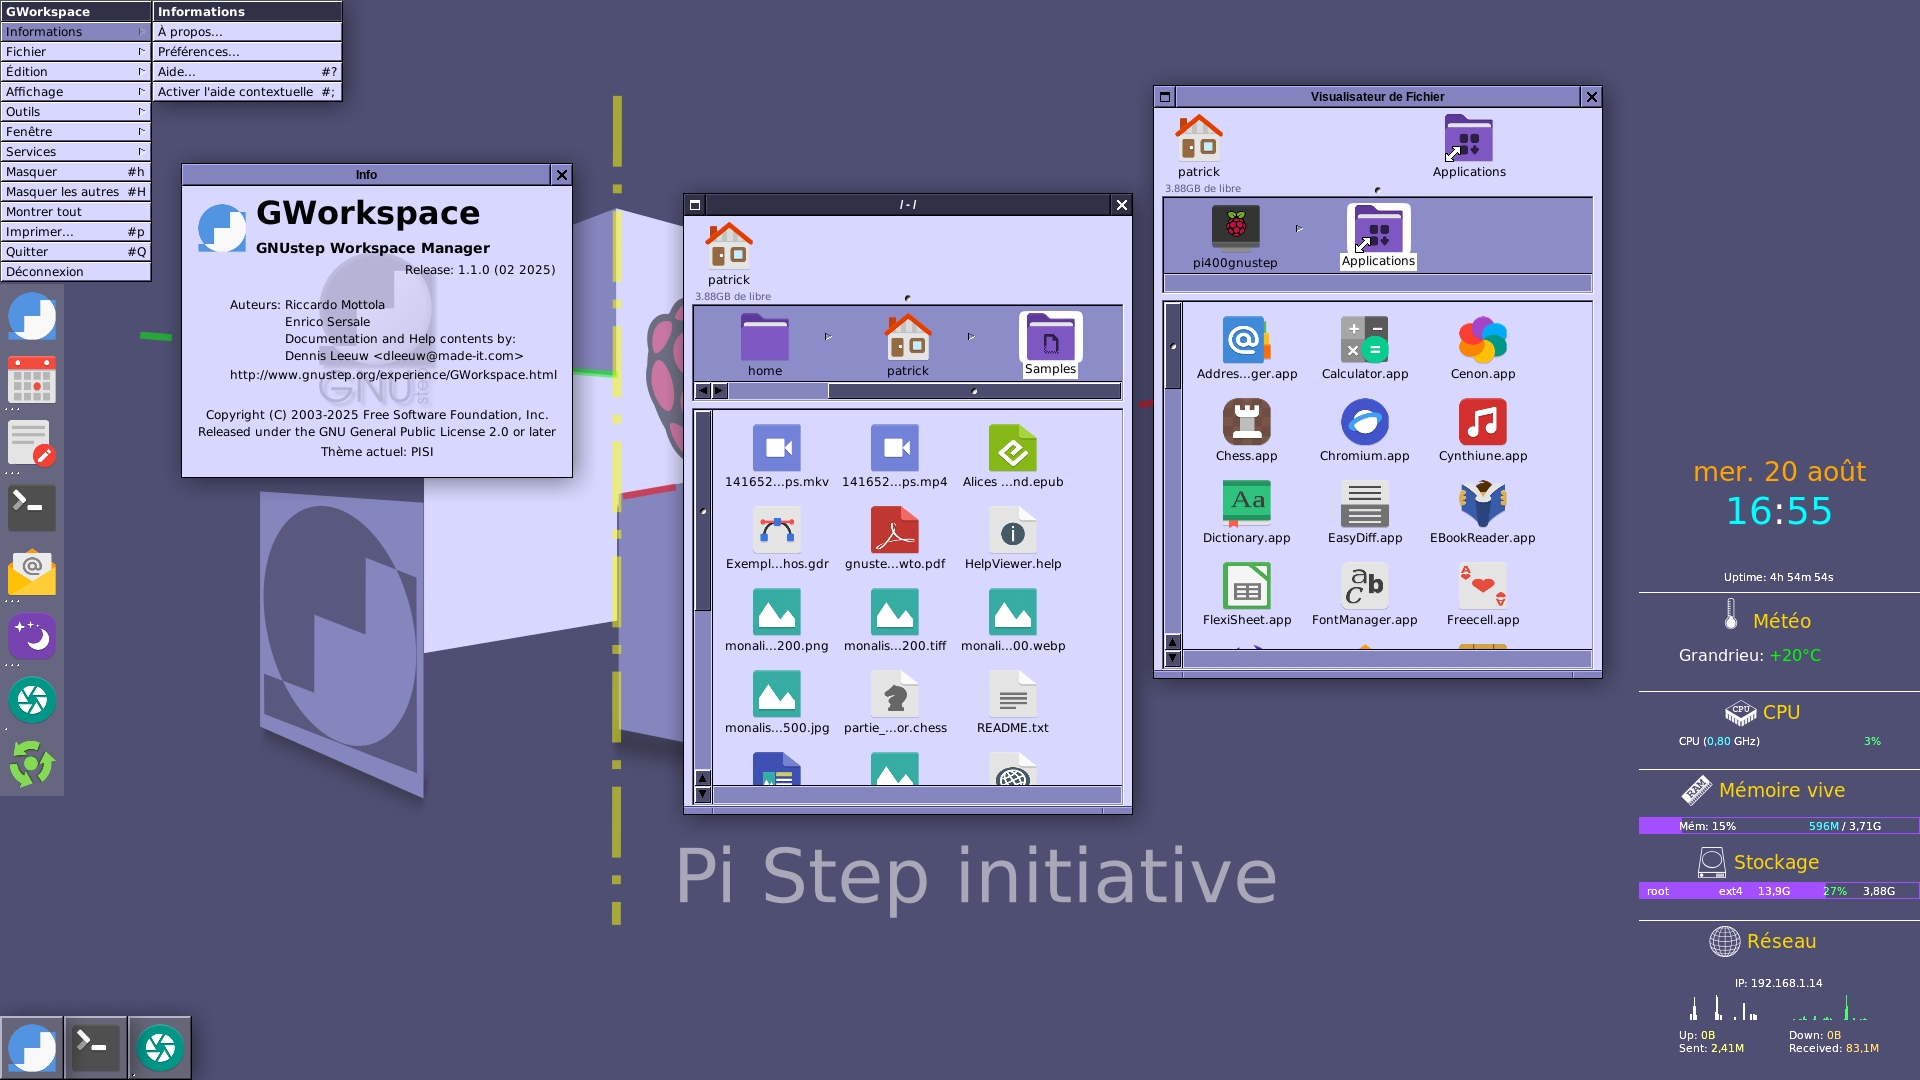 GWorkspace
Informations
Fichier
Édition
Affichage
Outils
Fenêtre
Services
Masquer #h
Masquer les autres #H
Montrer tout
Imprimer... #p
Quitter #Q
Déconnexion
Informations
À propos...
Préférences...
Aide... #?
Activer l'aide contextuelle #;
Info
GWorkspace
GNUstep Workspace Manager
Release: 1.1.0 (02 2025)
Auteurs: Riccardo Mottola
Enrico Sersale
Documentation and Help contents by:
Dennis Leeuw <dleeuw@made-it.com>
http://www.gnustep.org/experience/GWorkspace.html
GNU
step
Copyright (C) 2003-2025 Free Software Foundation, Inc.
Released under the GNU General Public License 2.0 or later
Thème actuel: PISI
/ - /
patrick
3.88GB de libre
home
patrick
Samples
141652...ps.mkv
141652...ps.mp4
Alices ...nd.epub
Exempl...hos.gdr
gnuste...wto.pdf
HelpViewer.help
monali...200.png
monalis...200.tiff
monali...00.webp
monalis...500.jpg
partie_...or.chess
README.txt
Visualisateur de Fichier
patrick
Applications
3.88GB de libre
pi400gnustep
Applications
Addres...ger.app
Calculator.app
Cenon.app
Chess.app
Chromium.app
Cynthiune.app
Aa
Dictionary.app
EasyDiff.app
EBookReader.app
FlexiSheet.app
a b c
FontManager.app
Freecell.app
Pi Step initiative
mer. 20 août
16:55
Uptime: 4h 54m 54s
Météo
Grandrieu: +20°C
CPU
CPU
CPU (0,80 GHz) 3%
RAM
Mémoire vive
Mém: 15% 596M / 3,71G
Stockage
root ext4 13,9G 27% 3,88G
Réseau
IP: 192.168.1.14
Up: 0B Down: 0B
Sent: 2,41M Received: 83,1M